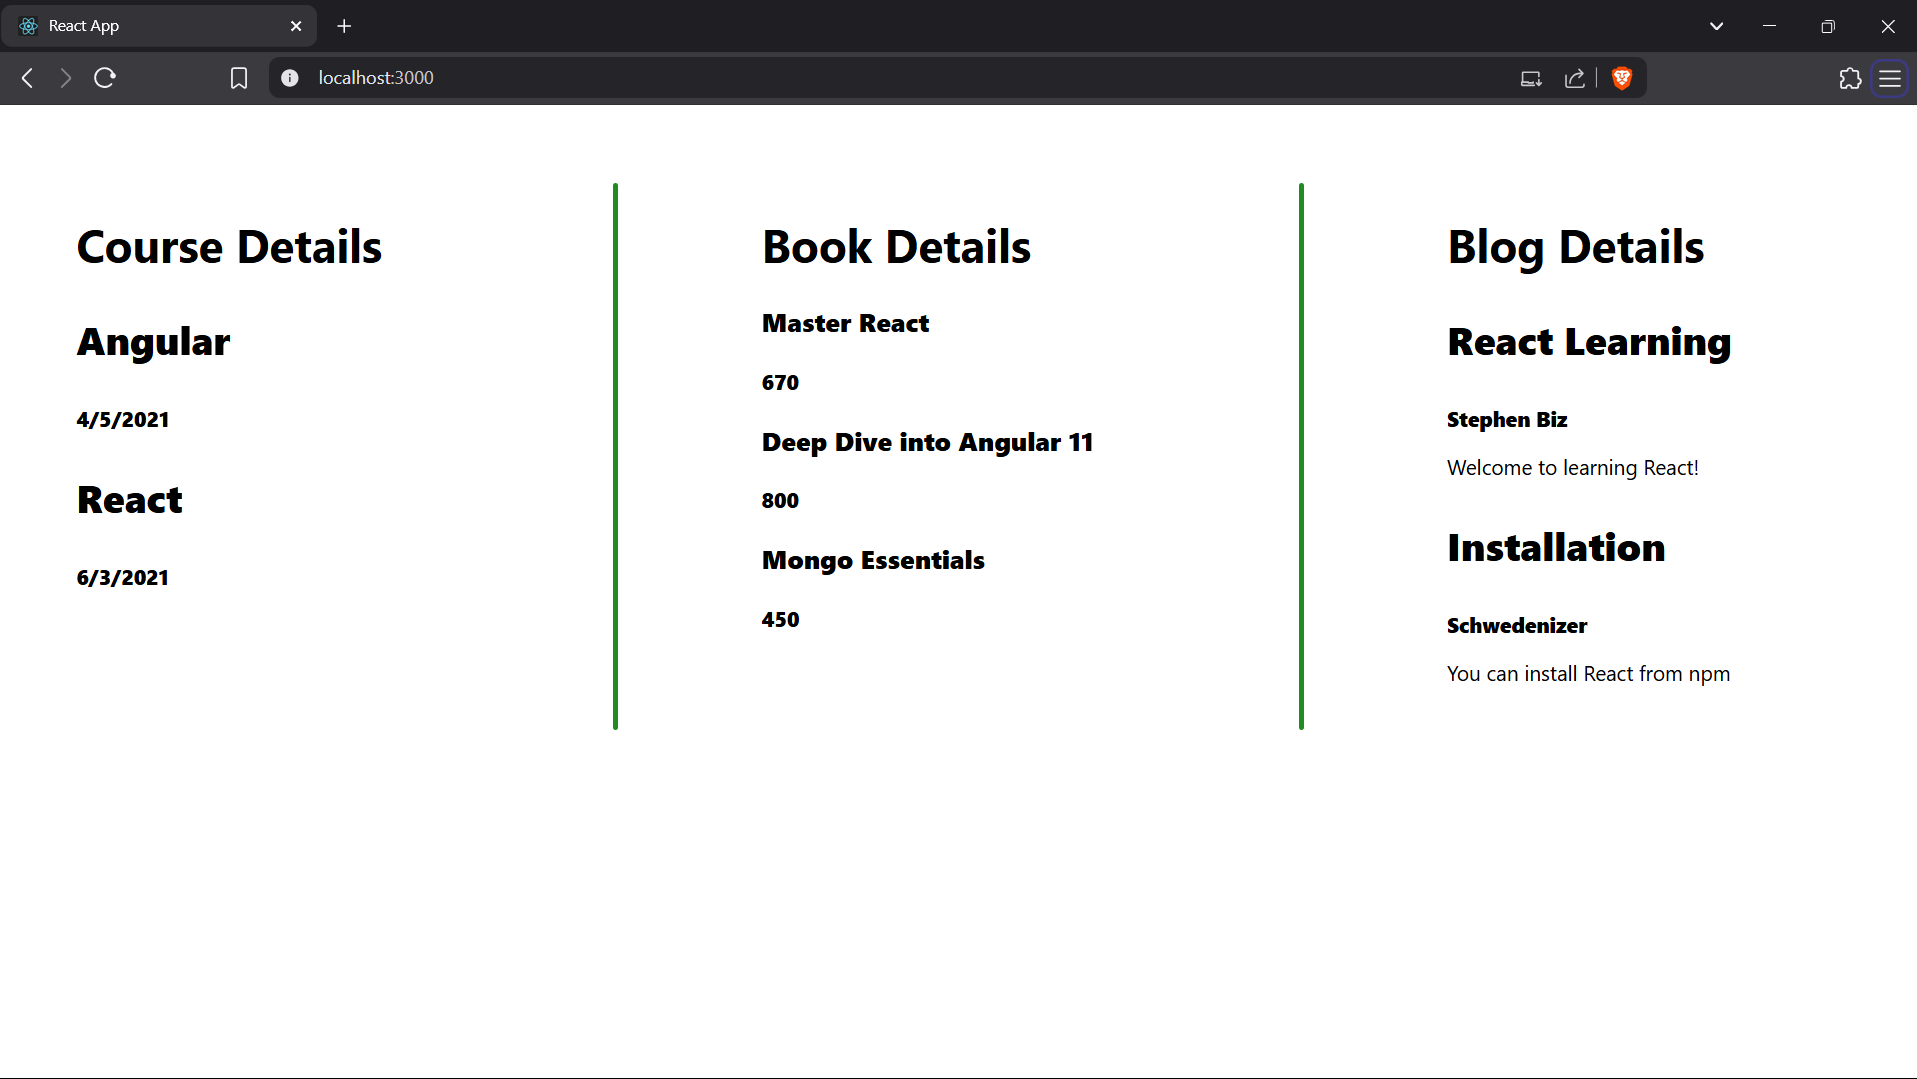 React App
localhost:3000
Course Details
Angular
4/5/2021
React
6/3/2021
Book Details
Master React
670
Deep Dive into Angular 11
800
Mongo Essentials
450
Blog Details
React Learning
Stephen Biz
Welcome to learning React!
Installation
Schwedenizer
You can install React from npm